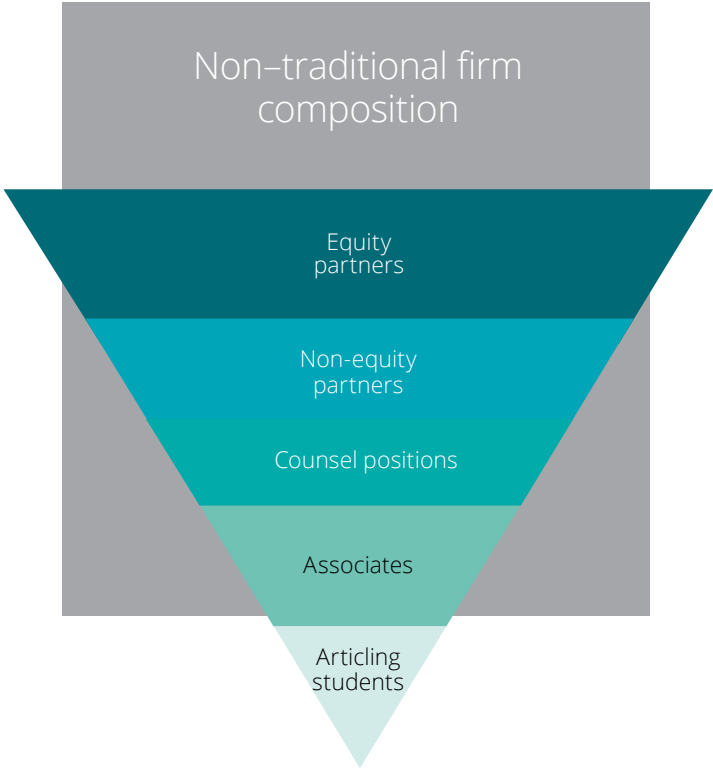 Non–traditional firm
composition
Equity
partners
Non-equity
partners
Counsel positions
Associates
Articling
students